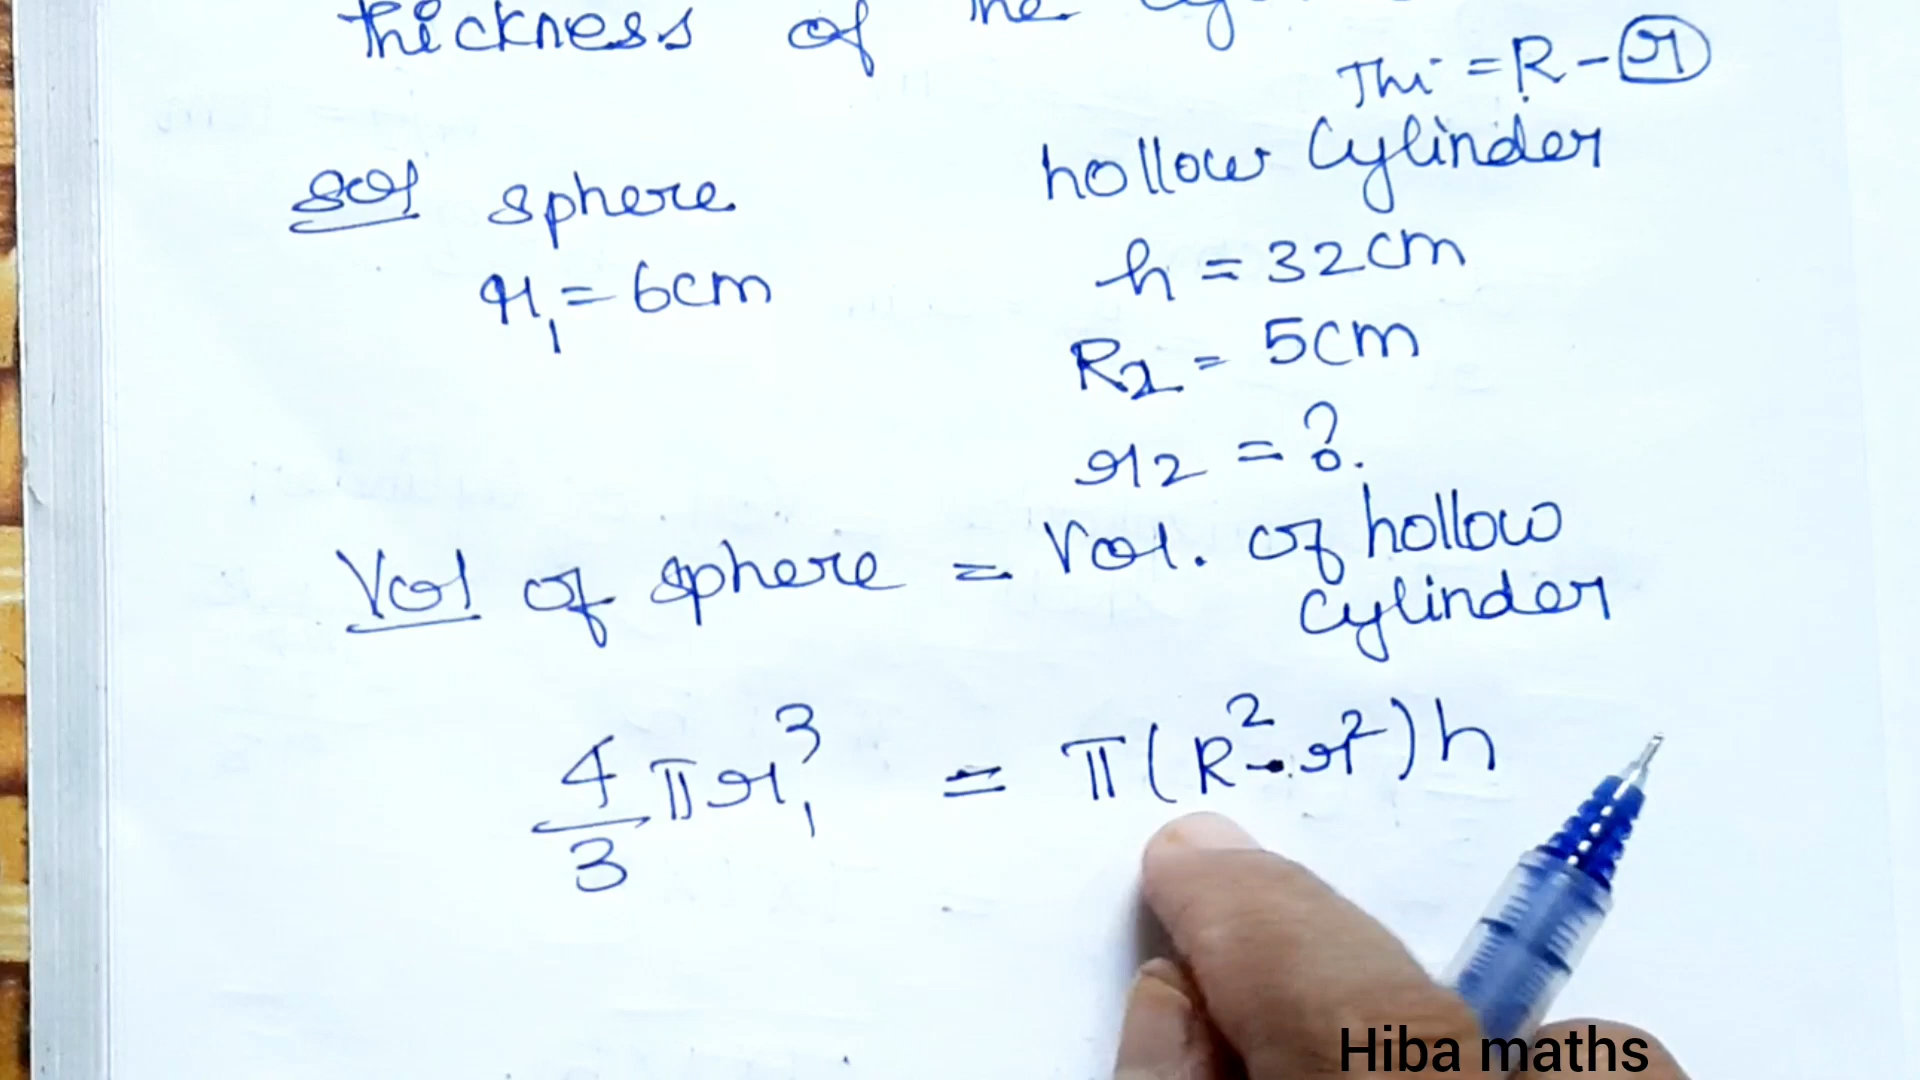 thickness of the
Thi = R - r
sol sphere
hollow cylinder
r₁ = 6cm
h = 32cm
R₂ = 5cm
r₂ = ?
Vol of sphere = Vol. of hollow
cylinder
4/3 πr₁³ = π(R²-r²)h
Hiba maths